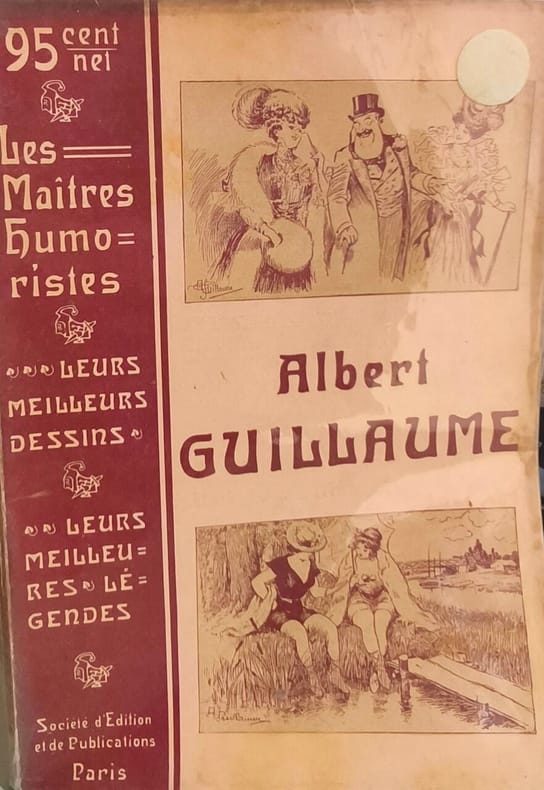 95 cent
net
Les
Maîtres
Humo=
ristes
LEURS
MEILLEURS
DESSINS
LEURS
MEILLEU=
RES LÉ=
GENDES
Société d'Edition
et de Publications
Paris
Albert
GUILLAUME